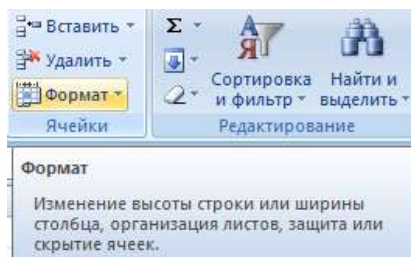 Вставить
Удалить
Формат
Ячейки
Σ
Сортировка
и фильтр
Найти и
выделить
Редактирование
Формат
Изменение высоты строки или ширины
столбца, организация листов, защита или
скрытие ячеек.